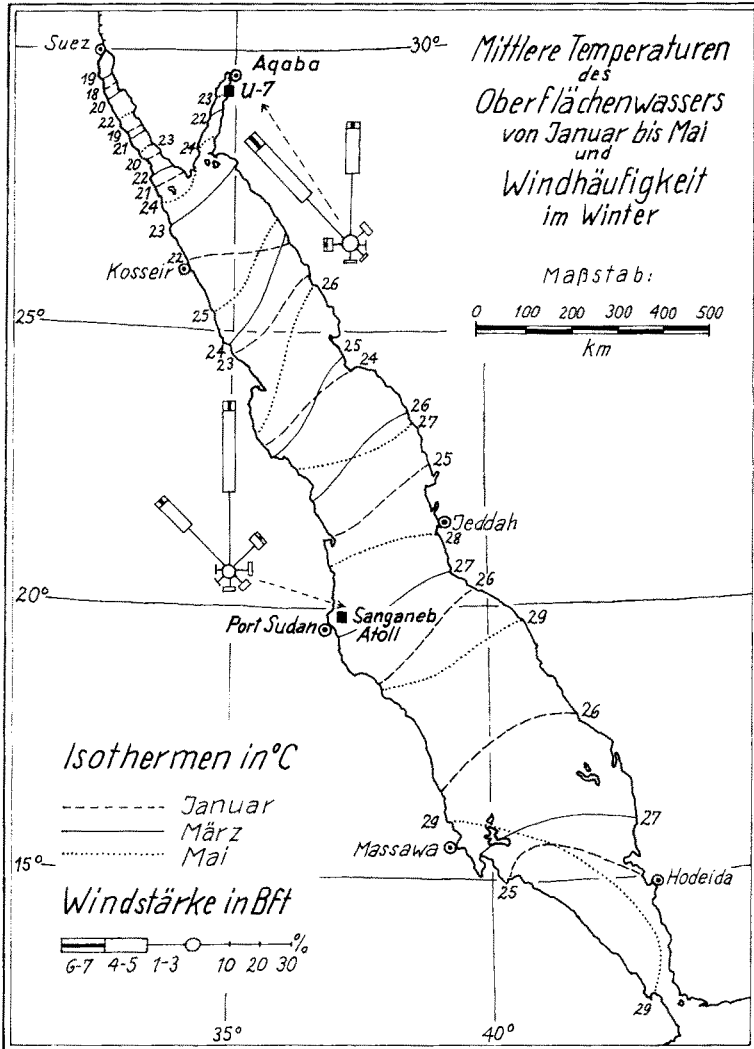 Mittlere Temperaturen
des
Oberflächenwassers
von Januar bis Mai
und
Windhäufigkeit
im Winter
Maßstab:
0 100 200 300 400 500
km
Suez
30°
Aqaba
U-7
19
18
20
22
19
21
20
22
21
24
23
23
23
22
24
Kosseir
22
25°
25
24
23
26
25
24
26
27
25
Jeddah
28
27
26
20°
Port Sudan
Sanganeb
Atoll
29
26
29
27
15°
Massawa
Hodeida
25
29
35°
40°
Isothermen in °C
Januar
März
Mai
Windstärke in Bft
6-7 4-5 1-3 10 20 30 %